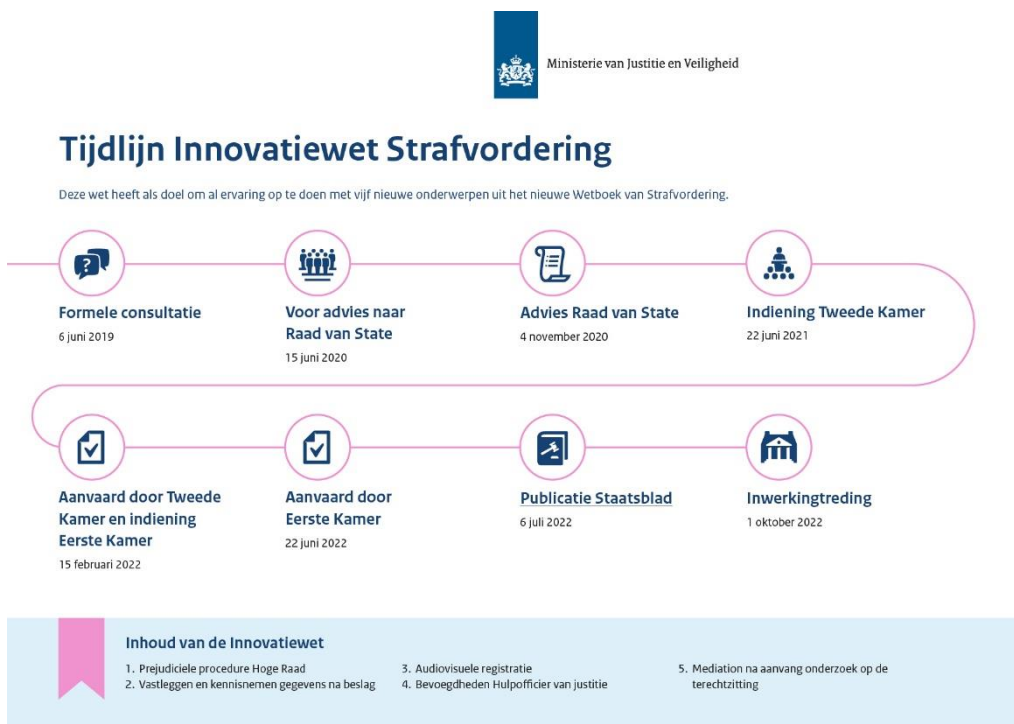 Ministerie van Justitie en Veiligheid
Tijdlijn Innovatiewet Strafvordering
Deze wet heeft als doel om al ervaring op te doen met vijf nieuwe onderwerpen uit het nieuwe Wetboek van Strafvordering.
?
Formele consultatie
6 juni 2019
Voor advies naar
Raad van State
15 juni 2020
Advies Raad van State
4 november 2020
Indiening Tweede Kamer
22 juni 2021
Aanvaard door Tweede
Kamer en indiening
Eerste Kamer
15 februari 2022
Aanvaard door
Eerste Kamer
22 juni 2022
Publicatie Staatsblad
6 juli 2022
Inwerkingtreding
1 oktober 2022
Inhoud van de Innovatiewet
1. Prejudiciele procedure Hoge Raad
2. Vastleggen en kennisnemen gegevens na beslag
3. Audiovisuele registratie
4. Bevoegdheden Hulpofficier van justitie
5. Mediation na aanvang onderzoek op de
terechtzitting